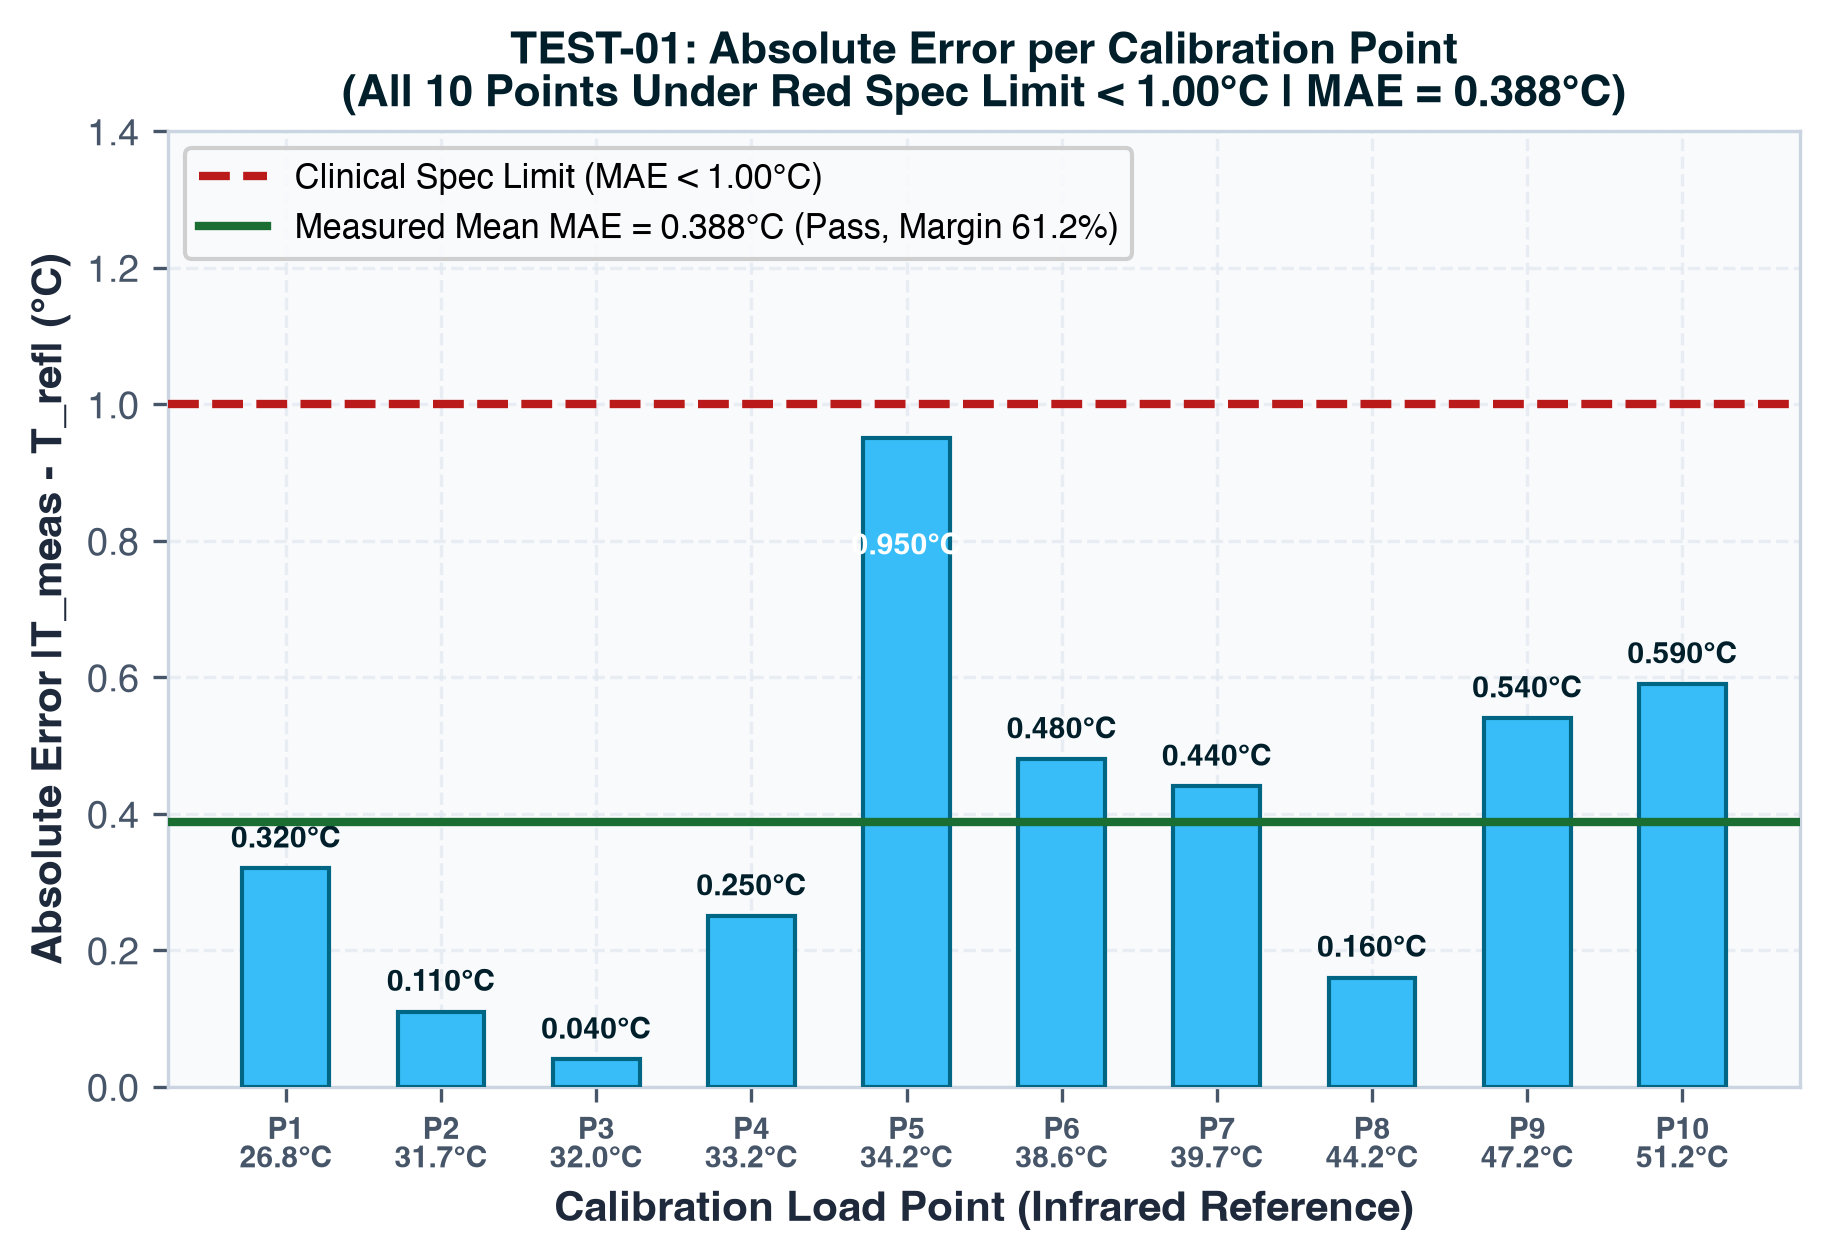 TEST-01: Absolute Error per Calibration Point
(All 10 Points Under Red Spec Limit < 1.00°C | MAE = 0.388°C)
Clinical Spec Limit (MAE < 1.00°C)
Measured Mean MAE = 0.388°C (Pass, Margin 61.2%)
Absolute Error |T_meas - T_ref| (°C)
1.4
1.2
1.0
0.8
0.6
0.4
0.2
0.0
0.320°C
0.110°C
0.040°C
0.250°C
0.950°C
0.480°C
0.440°C
0.160°C
0.540°C
0.590°C
P1
26.8°C
P2
31.7°C
P3
32.0°C
P4
33.2°C
P5
34.2°C
P6
38.6°C
P7
39.7°C
P8
44.2°C
P9
47.2°C
P10
51.2°C
Calibration Load Point (Infrared Reference)